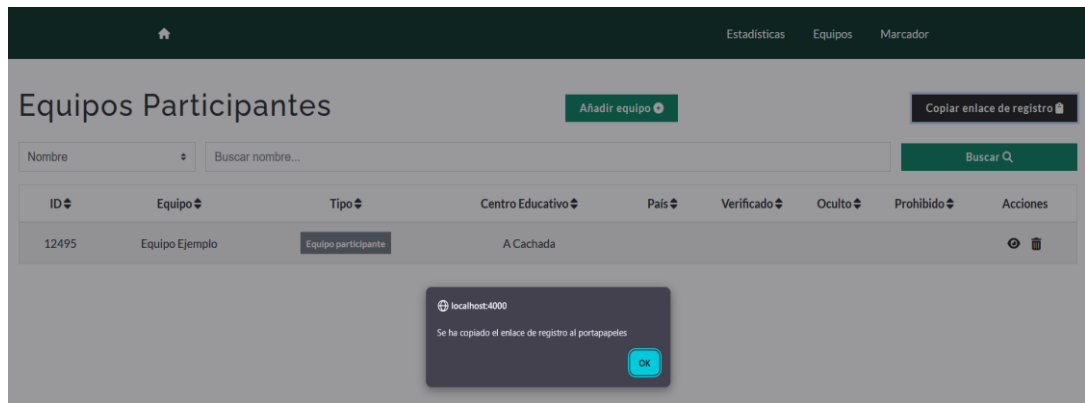 Estadísticas Equipos Marcador
Equipos Participantes
Añadir equipo
Copiar enlace de registro
Nombre
Buscar nombre...
Buscar
ID Equipo Tipo Centro Educativo País Verificado Oculto Prohibido Acciones
12495 Equipo Ejemplo Equipo participante A Cachada
localhost:4000
Se ha copiado el enlace de registro al portapapeles
OK